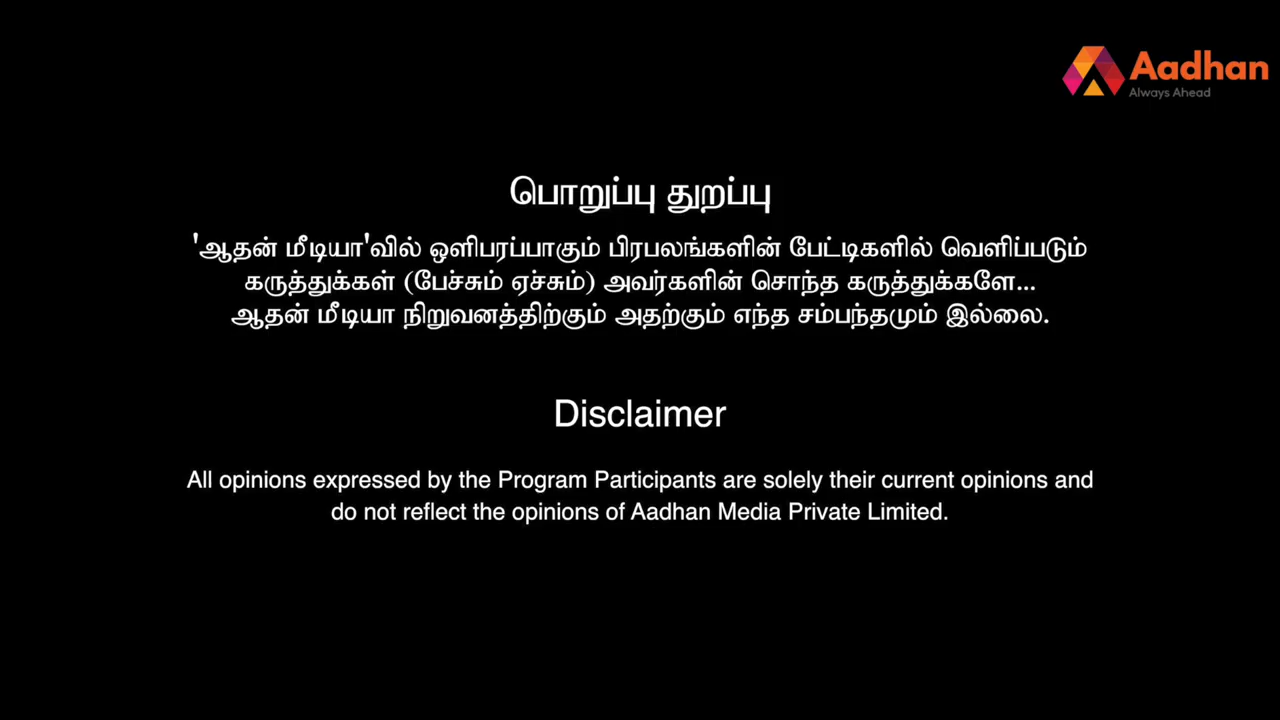 Aadhan
Always Ahead
பொறுப்பு துறப்பு
'ஆதன் மீடியா'வில் ஒளிபரப்பாகும் பிரபலங்களின் பேட்டிகளில் வெளிப்படும்
கருத்துக்கள் (பேச்சும் ஏச்சும்) அவர்களின் சொந்த கருத்துக்களே...
ஆதன் மீடியா நிறுவனத்திற்கும் அதற்கும் எந்த சம்பந்தமும் இல்லை.
Disclaimer
All opinions expressed by the Program Participants are solely their current opinions and
do not reflect the opinions of Aadhan Media Private Limited.